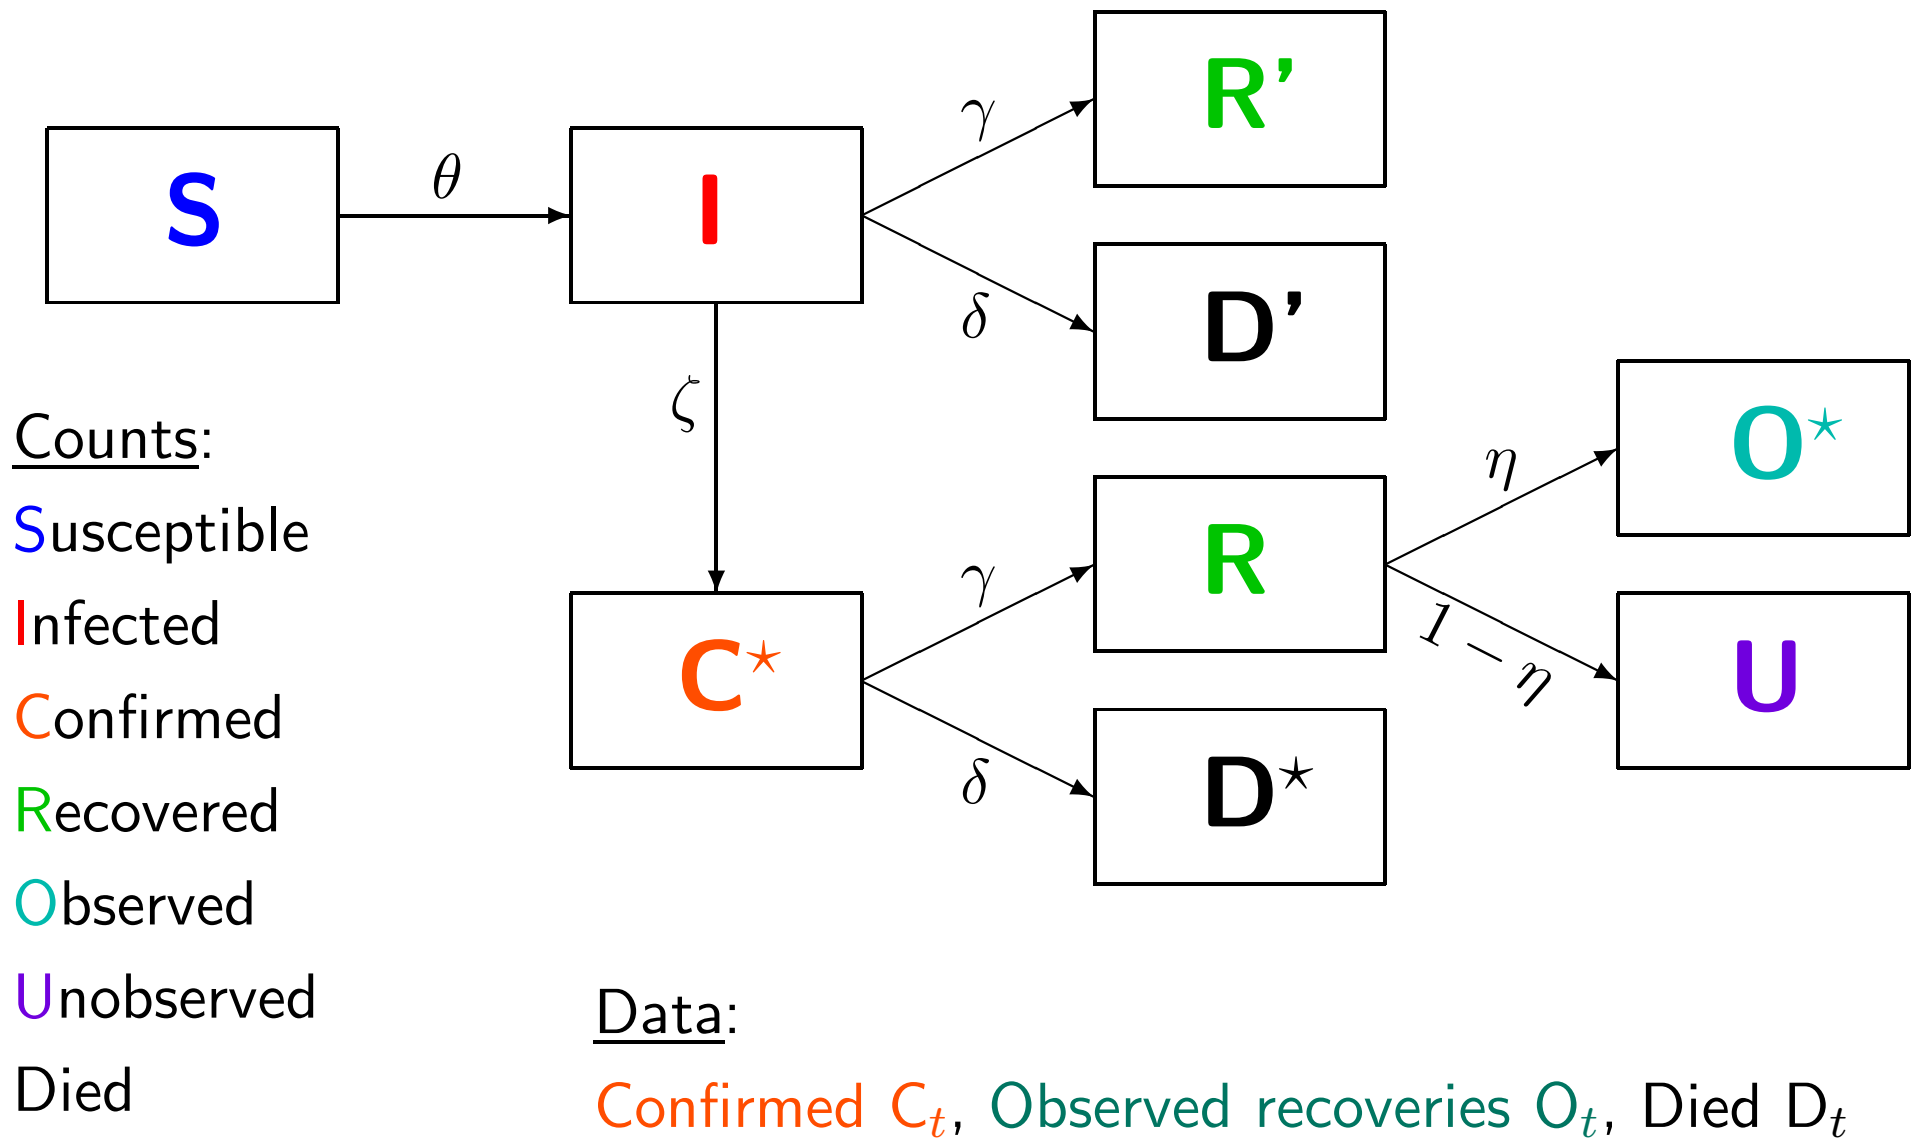 R’
θ
γ
S
I
δ
D’
ζ
Counts:
Susceptible
Infected
Confirmed
Recovered
Observed
Unobserved
Died
γ
R
η
O⋆
1 − η
U
C⋆
δ
D⋆
Data:
Confirmed Cₜ, Observed recoveries Oₜ, Died Dₜ